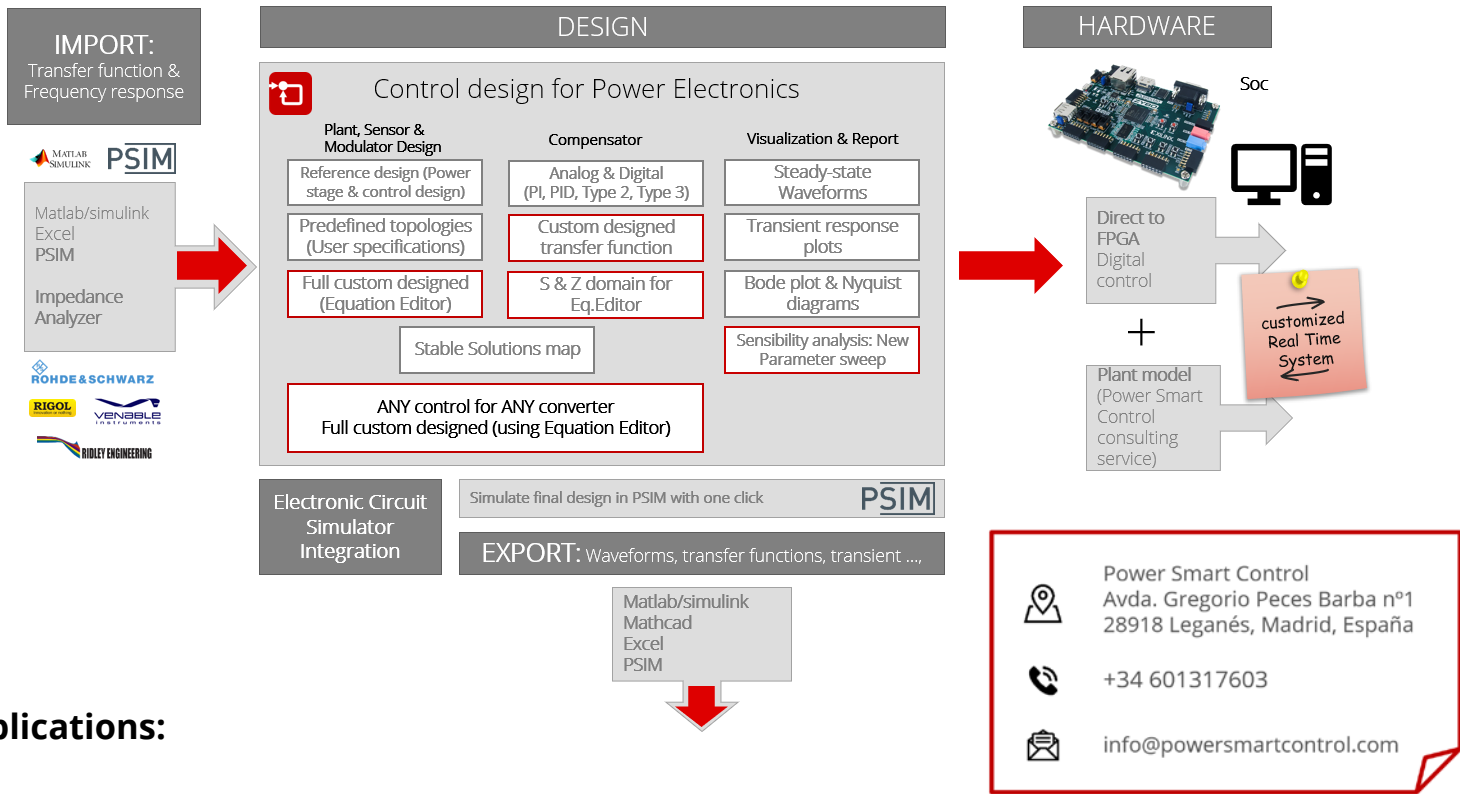 IMPORT:
Transfer function &
Frequency response
MATLAB
SIMULINK
PSIM
Matlab/simulink
Excel
PSIM
Impedance
Analyzer
ROHDE & SCHWARZ
RIGOL
VENABLE
instruments
RIDLEY ENGINEERING
DESIGN
Control design for Power Electronics
Plant, Sensor &
Modulator Design
Reference design (Power
stage & control design)
Predefined topologies
(User specifications)
Full custom designed
(Equation Editor)
Compensator
Analog & Digital
(PI, PID, Type 2, Type 3)
Custom designed
transfer function
S & Z domain for
Eq.Editor
Visualization & Report
Steady-state
Waveforms
Transient response
plots
Bode plot & Nyquist
diagrams
Sensibility analysis: New
Parameter sweep
Stable Solutions map
ANY control for ANY converter
Full custom designed (using Equation Editor)
Electronic Circuit
Simulator
Integration
Simulate final design in PSIM with one click
PSIM
EXPORT: Waveforms, transfer functions, transient ...,
Matlab/simulink
Mathcad
Excel
PSIM
HARDWARE
Soc
ZYBO
XILINX
Direct to
FPGA
Digital
control
+
Plant model
(Power Smart
Control
consulting
service)
customized
Real Time
System
Power Smart Control
Avda. Gregorio Peces Barba nº1
28918 Leganés, Madrid, España
+34 601317603
info@powersmartcontrol.com
plications: